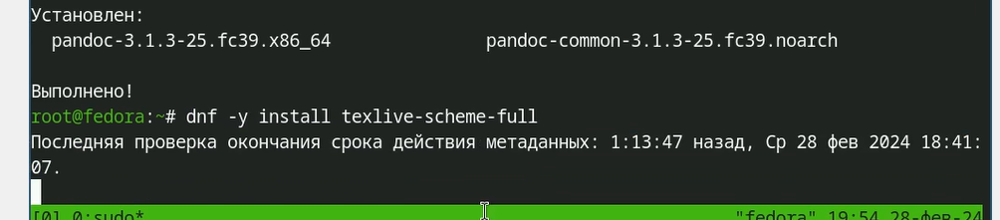 Установлен:
pandoc-3.1.3-25.fc39.x86_64 pandoc-common-3.1.3-25.fc39.noarch
Выполнено!
root@fedora:~# dnf -y install texlive-scheme-full
Последняя проверка окончания срока действия метаданных: 1:13:47 назад, Ср 28 фев 2024 18:41:
07.
[0] 0:sudo* "fedora" 19:54 28-фев-24